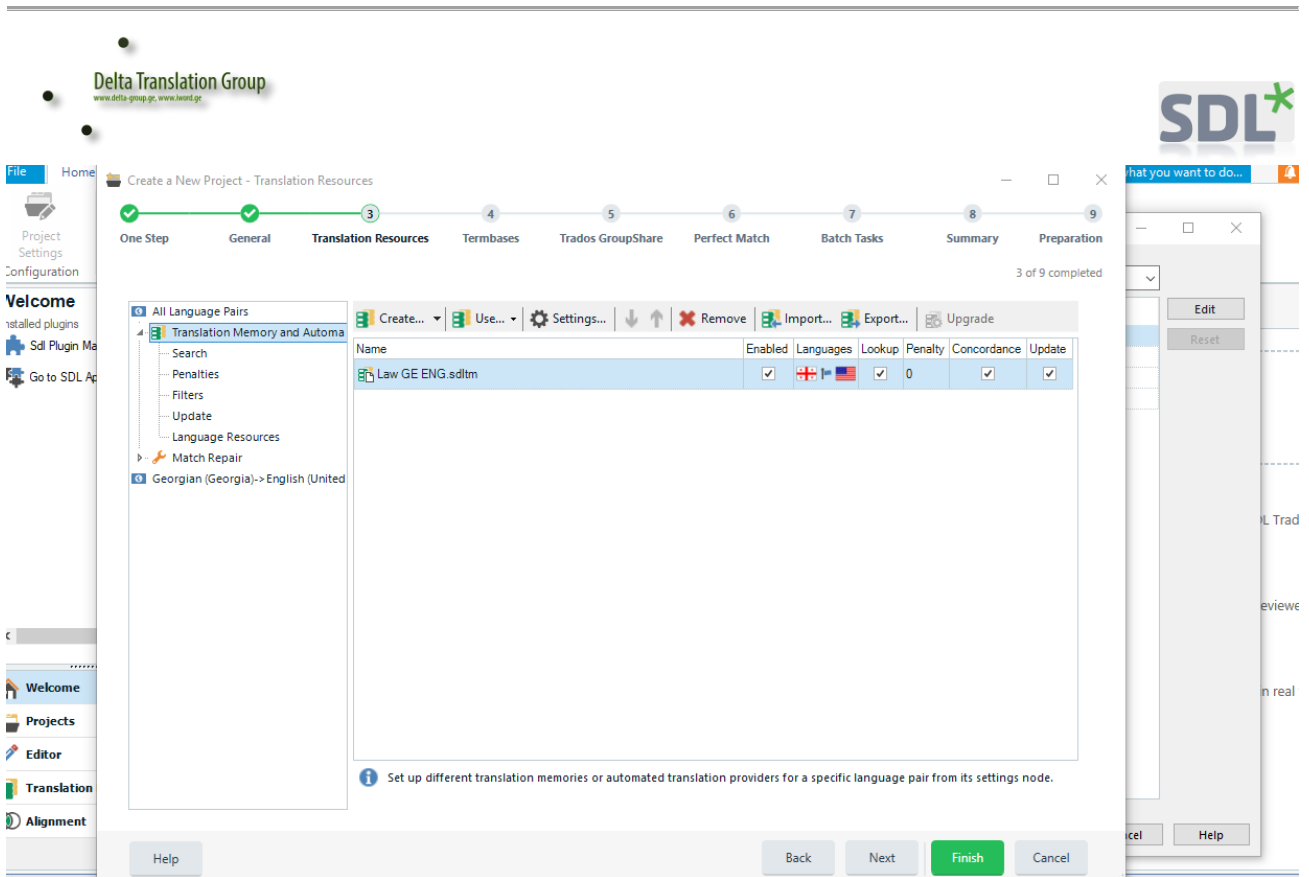 Delta Translation Group
www.delta-group.ge, www.iword.ge
SDL*
File Home
hat you want to do...
Project
Settings
Configuration
Welcome
nstalled plugins
Sdl Plugin Ma
Go to SDL Ap
Welcome
Projects
Editor
Translation
Alignment
Create a New Project - Translation Resources
3 4 5 6 7 8 9
One Step General Translation Resources Termbases Trados GroupShare Perfect Match Batch Tasks Summary Preparation
3 of 9 completed
All Language Pairs
Translation Memory and Automa
Search
Penalties
Filters
Update
Language Resources
Match Repair
Georgian (Georgia)->English (United
Create... Use... Settings... Remove Import... Export... Upgrade
Name Enabled Languages Lookup Penalty Concordance Update
Law GE ENG.sdltm 0
Set up different translation memories or automated translation providers for a specific language pair from its settings node.
Help Back Next Finish Cancel
Edit
Reset
L Trad
eviewe
n real
cel Help